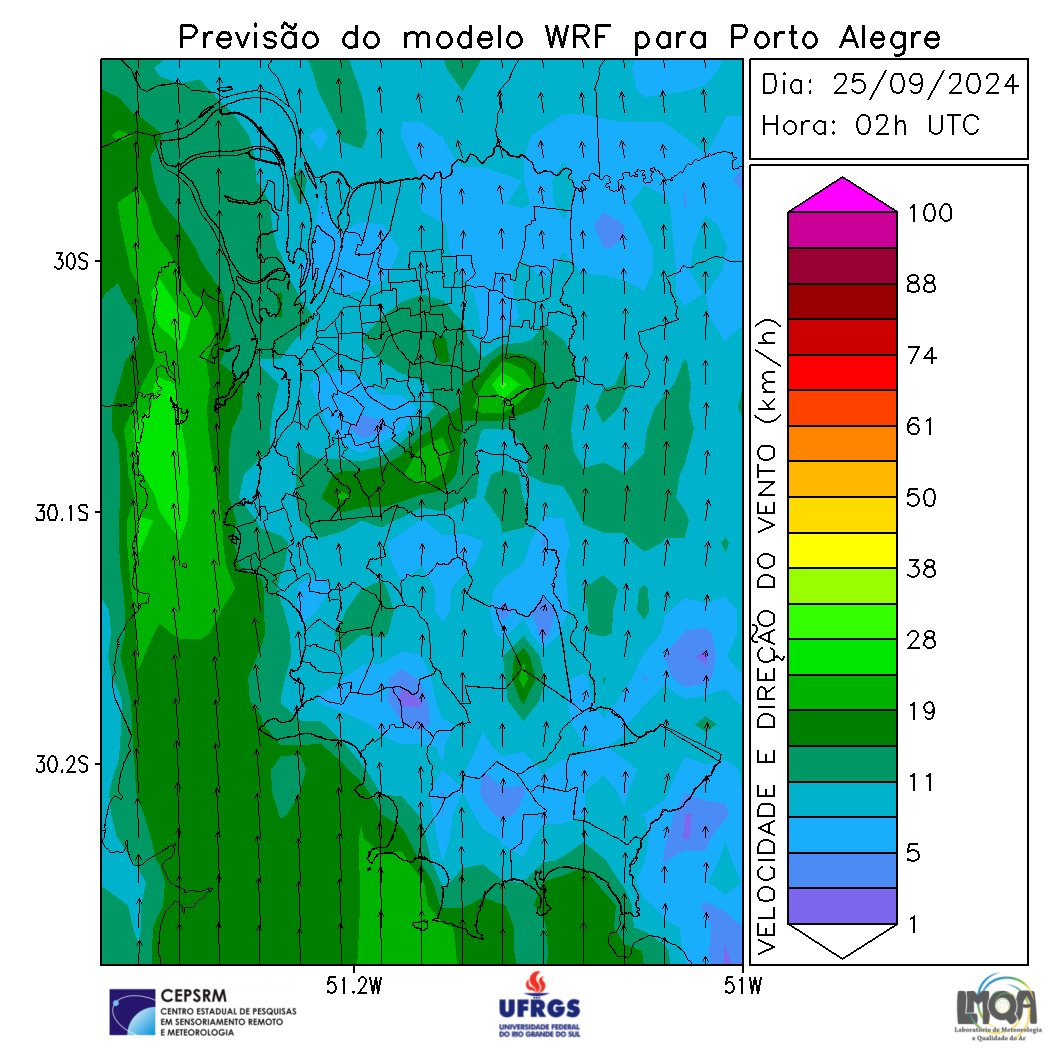 Previsão do modelo WRF para Porto Alegre
Dia: 25/09/2024
Hora: 02h UTC
30S
30.1S
30.2S
51.2W
51W
VELOCIDADE E DIREÇÃO DO VENTO (km/h)
100
88
74
61
50
38
28
19
11
5
1
CEPSRM
CENTRO ESTADUAL DE PESQUISAS
EM SENSORIAMENTO REMOTO
E METEOROLOGIA
UFRGS
UNIVERSIDADE FEDERAL
DO RIO GRANDE DO SUL
LMQA
Laboratório de Meteorologia
e Qualidade do Ar